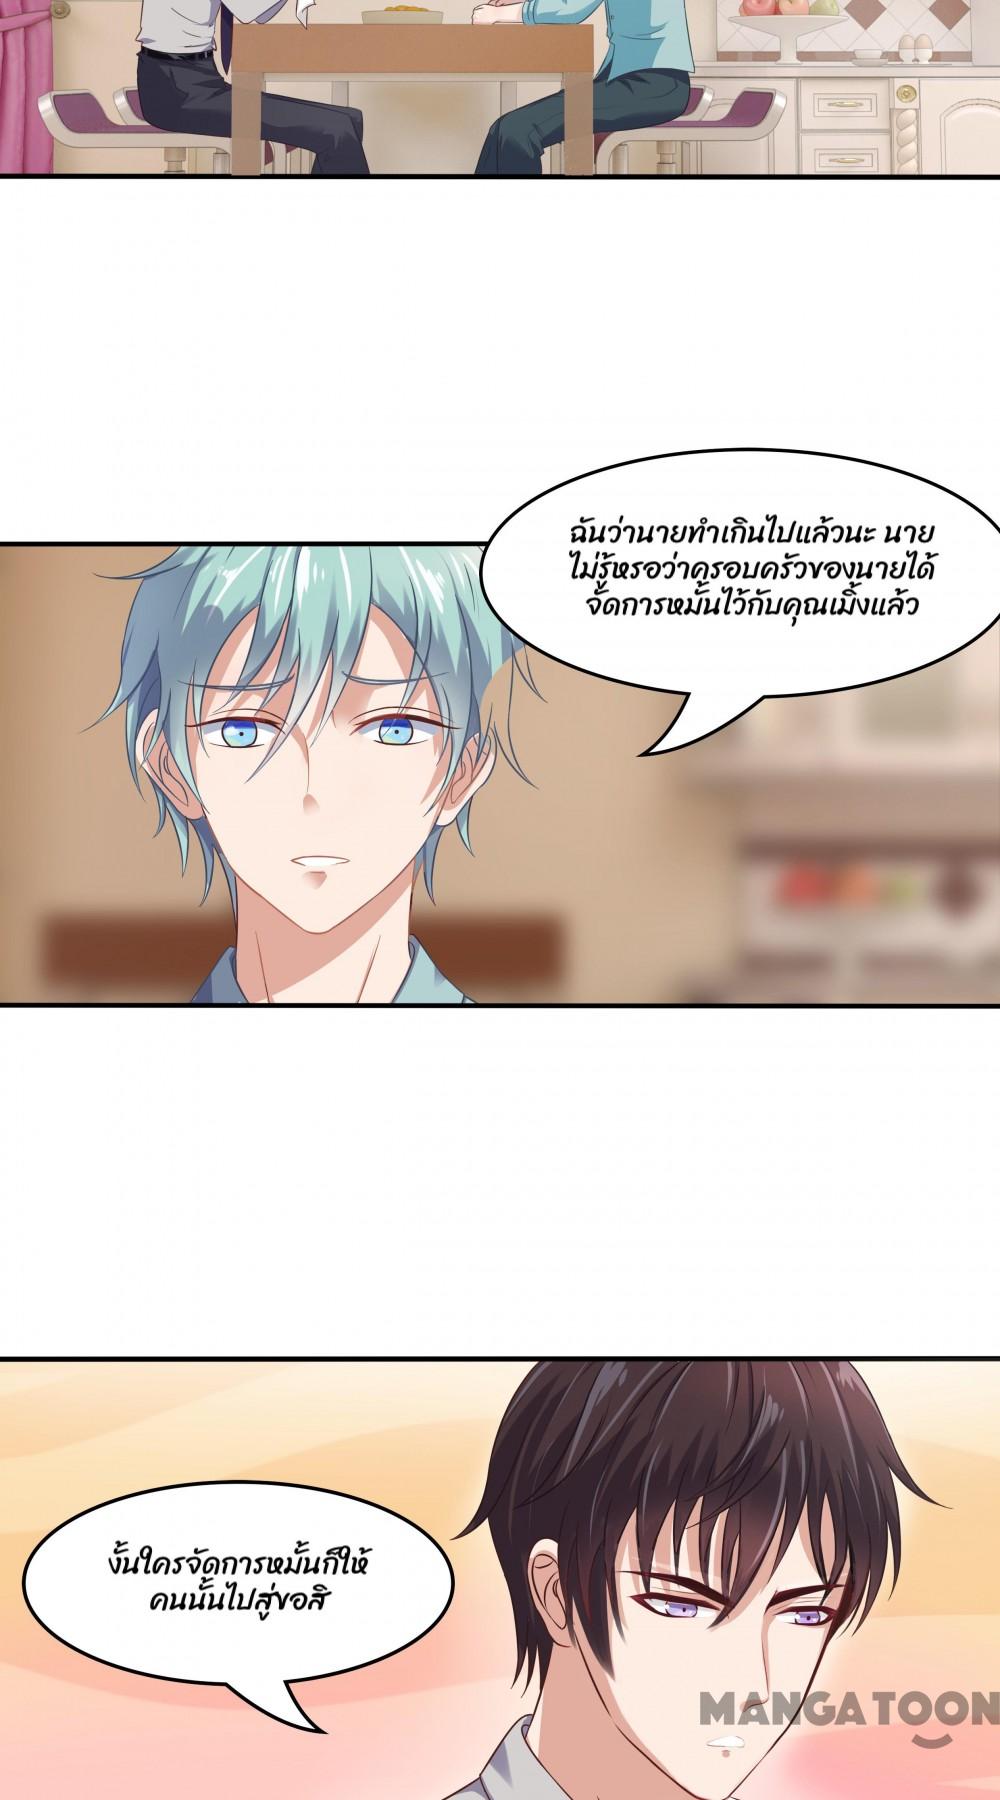 ฉันว่านายทำเกินไปแล้วนะ นาย
ไม่รู้หรอว่าครอบครัวของนายได้
จัดการหมั้นไว้กับคุณเมิ้งแล้ว
งั้นใครจัดการหมั้นก็ให้
คนนั้นไปสู่ขอสิ
MANGATOON